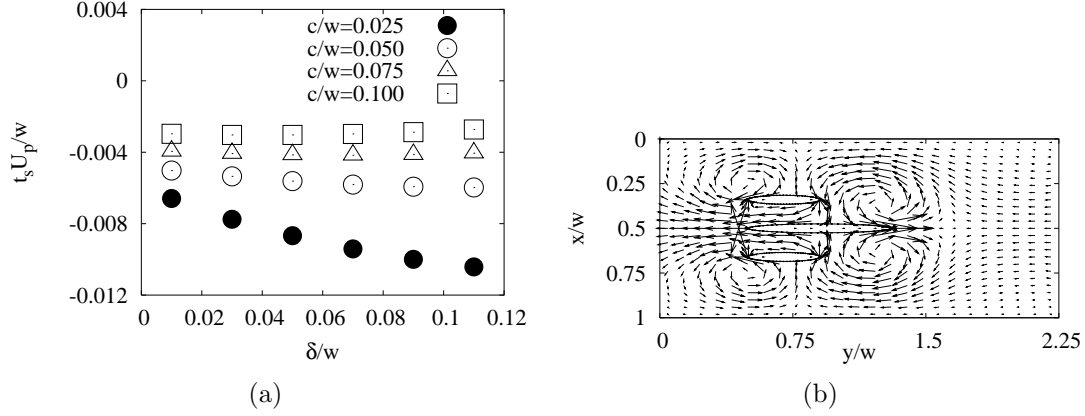 0.004
0
-0.004
-0.008
-0.012
t_s U_p/w
c/w=0.025
c/w=0.050
c/w=0.075
c/w=0.100
0 0.02 0.04 0.06 0.08 0.1 0.12
δ/w
(a)
0
0.25
0.5
0.75
1
x/w
0 0.75 1.5 2.25
y/w
(b)